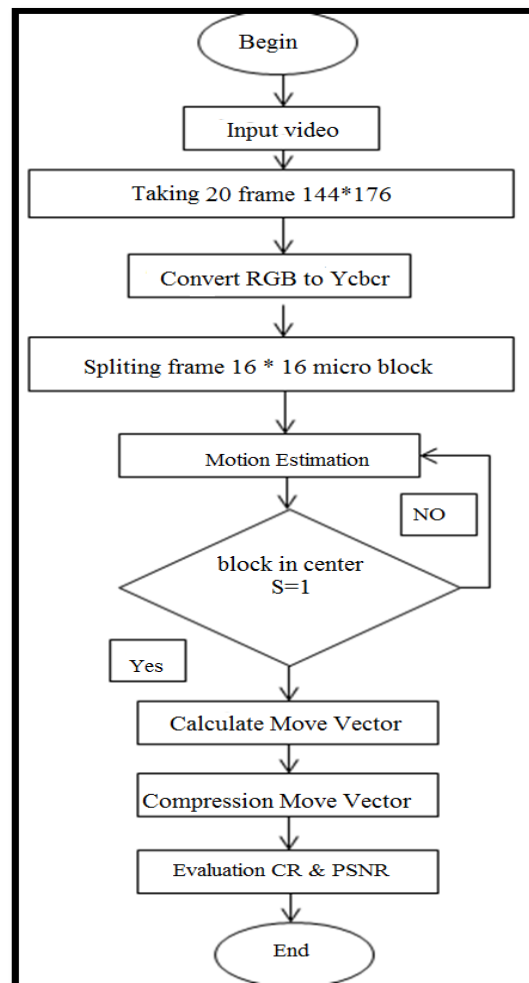 Begin
Input video
Taking 20 frame 144*176
Convert RGB to Ycbcr
Spliting frame 16 * 16 micro block
Motion Estimation
NO
block in center
S=1
Yes
Calculate Move Vector
Compression Move Vector
Evaluation CR & PSNR
End